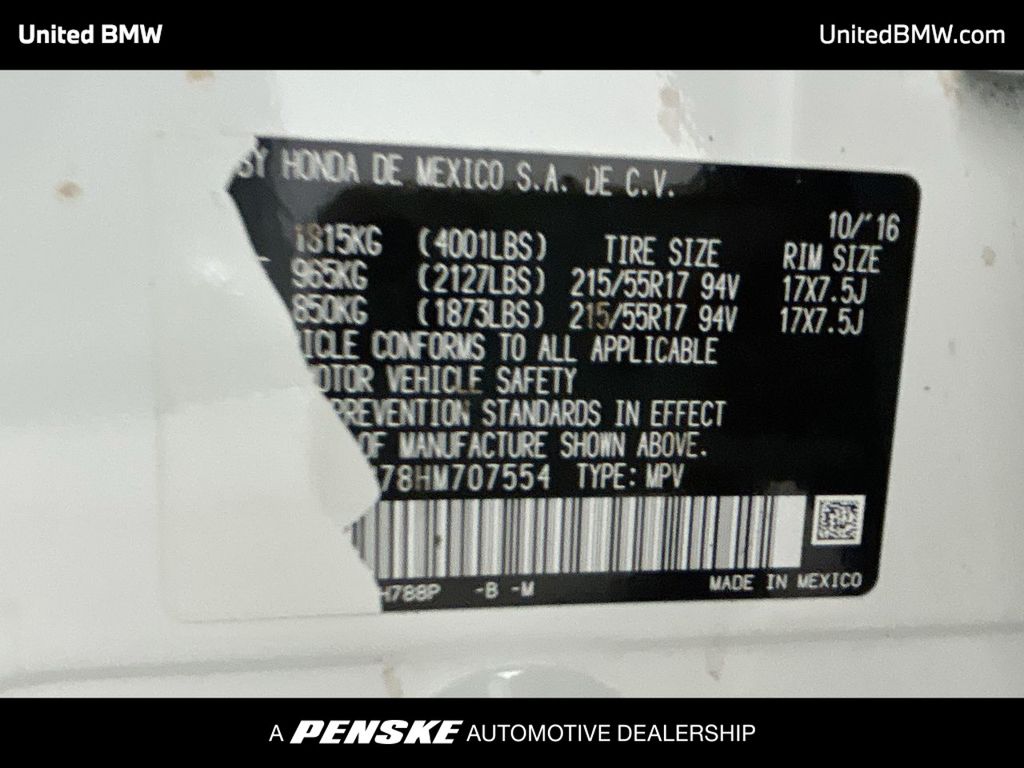 United BMW
UnitedBMW.com
BY HONDA DE MEXICO S.A. DE C.V.
10/'16
1815KG (4001LBS) TIRE SIZE RIM SIZE
965KG (2127LBS) 215/55R17 94V 17X7.5J
850KG (1873LBS) 215/55R17 94V 17X7.5J
ICLE CONFORMS TO ALL APPLICABLE
OTOR VEHICLE SAFETY
PREVENTION STANDARDS IN EFFECT
OF MANUFACTURE SHOWN ABOVE.
78HM707554 TYPE: MPV
H788P -B -M MADE IN MEXICO
A PENSKE AUTOMOTIVE DEALERSHIP